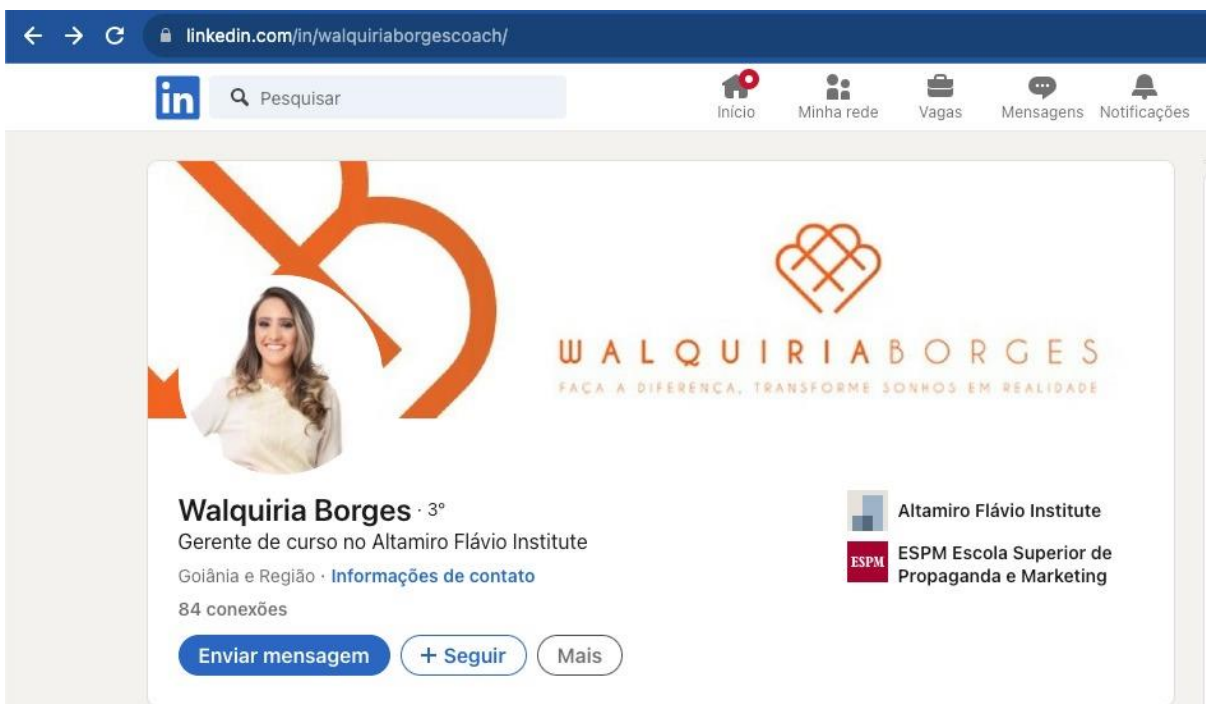 linkedin.com/in/walquiriaborgescoach/
in
Pesquisar
Início
Minha rede
Vagas
Mensagens
Notificações
WALQUIRIABORGES
FAÇA A DIFERENÇA, TRANSFORME SONHOS EM REALIDADE
Walquiria Borges · 3°
Gerente de curso no Altamiro Flávio Institute
Goiânia e Região · Informações de contato
84 conexões
Enviar mensagem
+ Seguir
Mais
Altamiro Flávio Institute
ESPM
ESPM Escola Superior de
Propaganda e Marketing